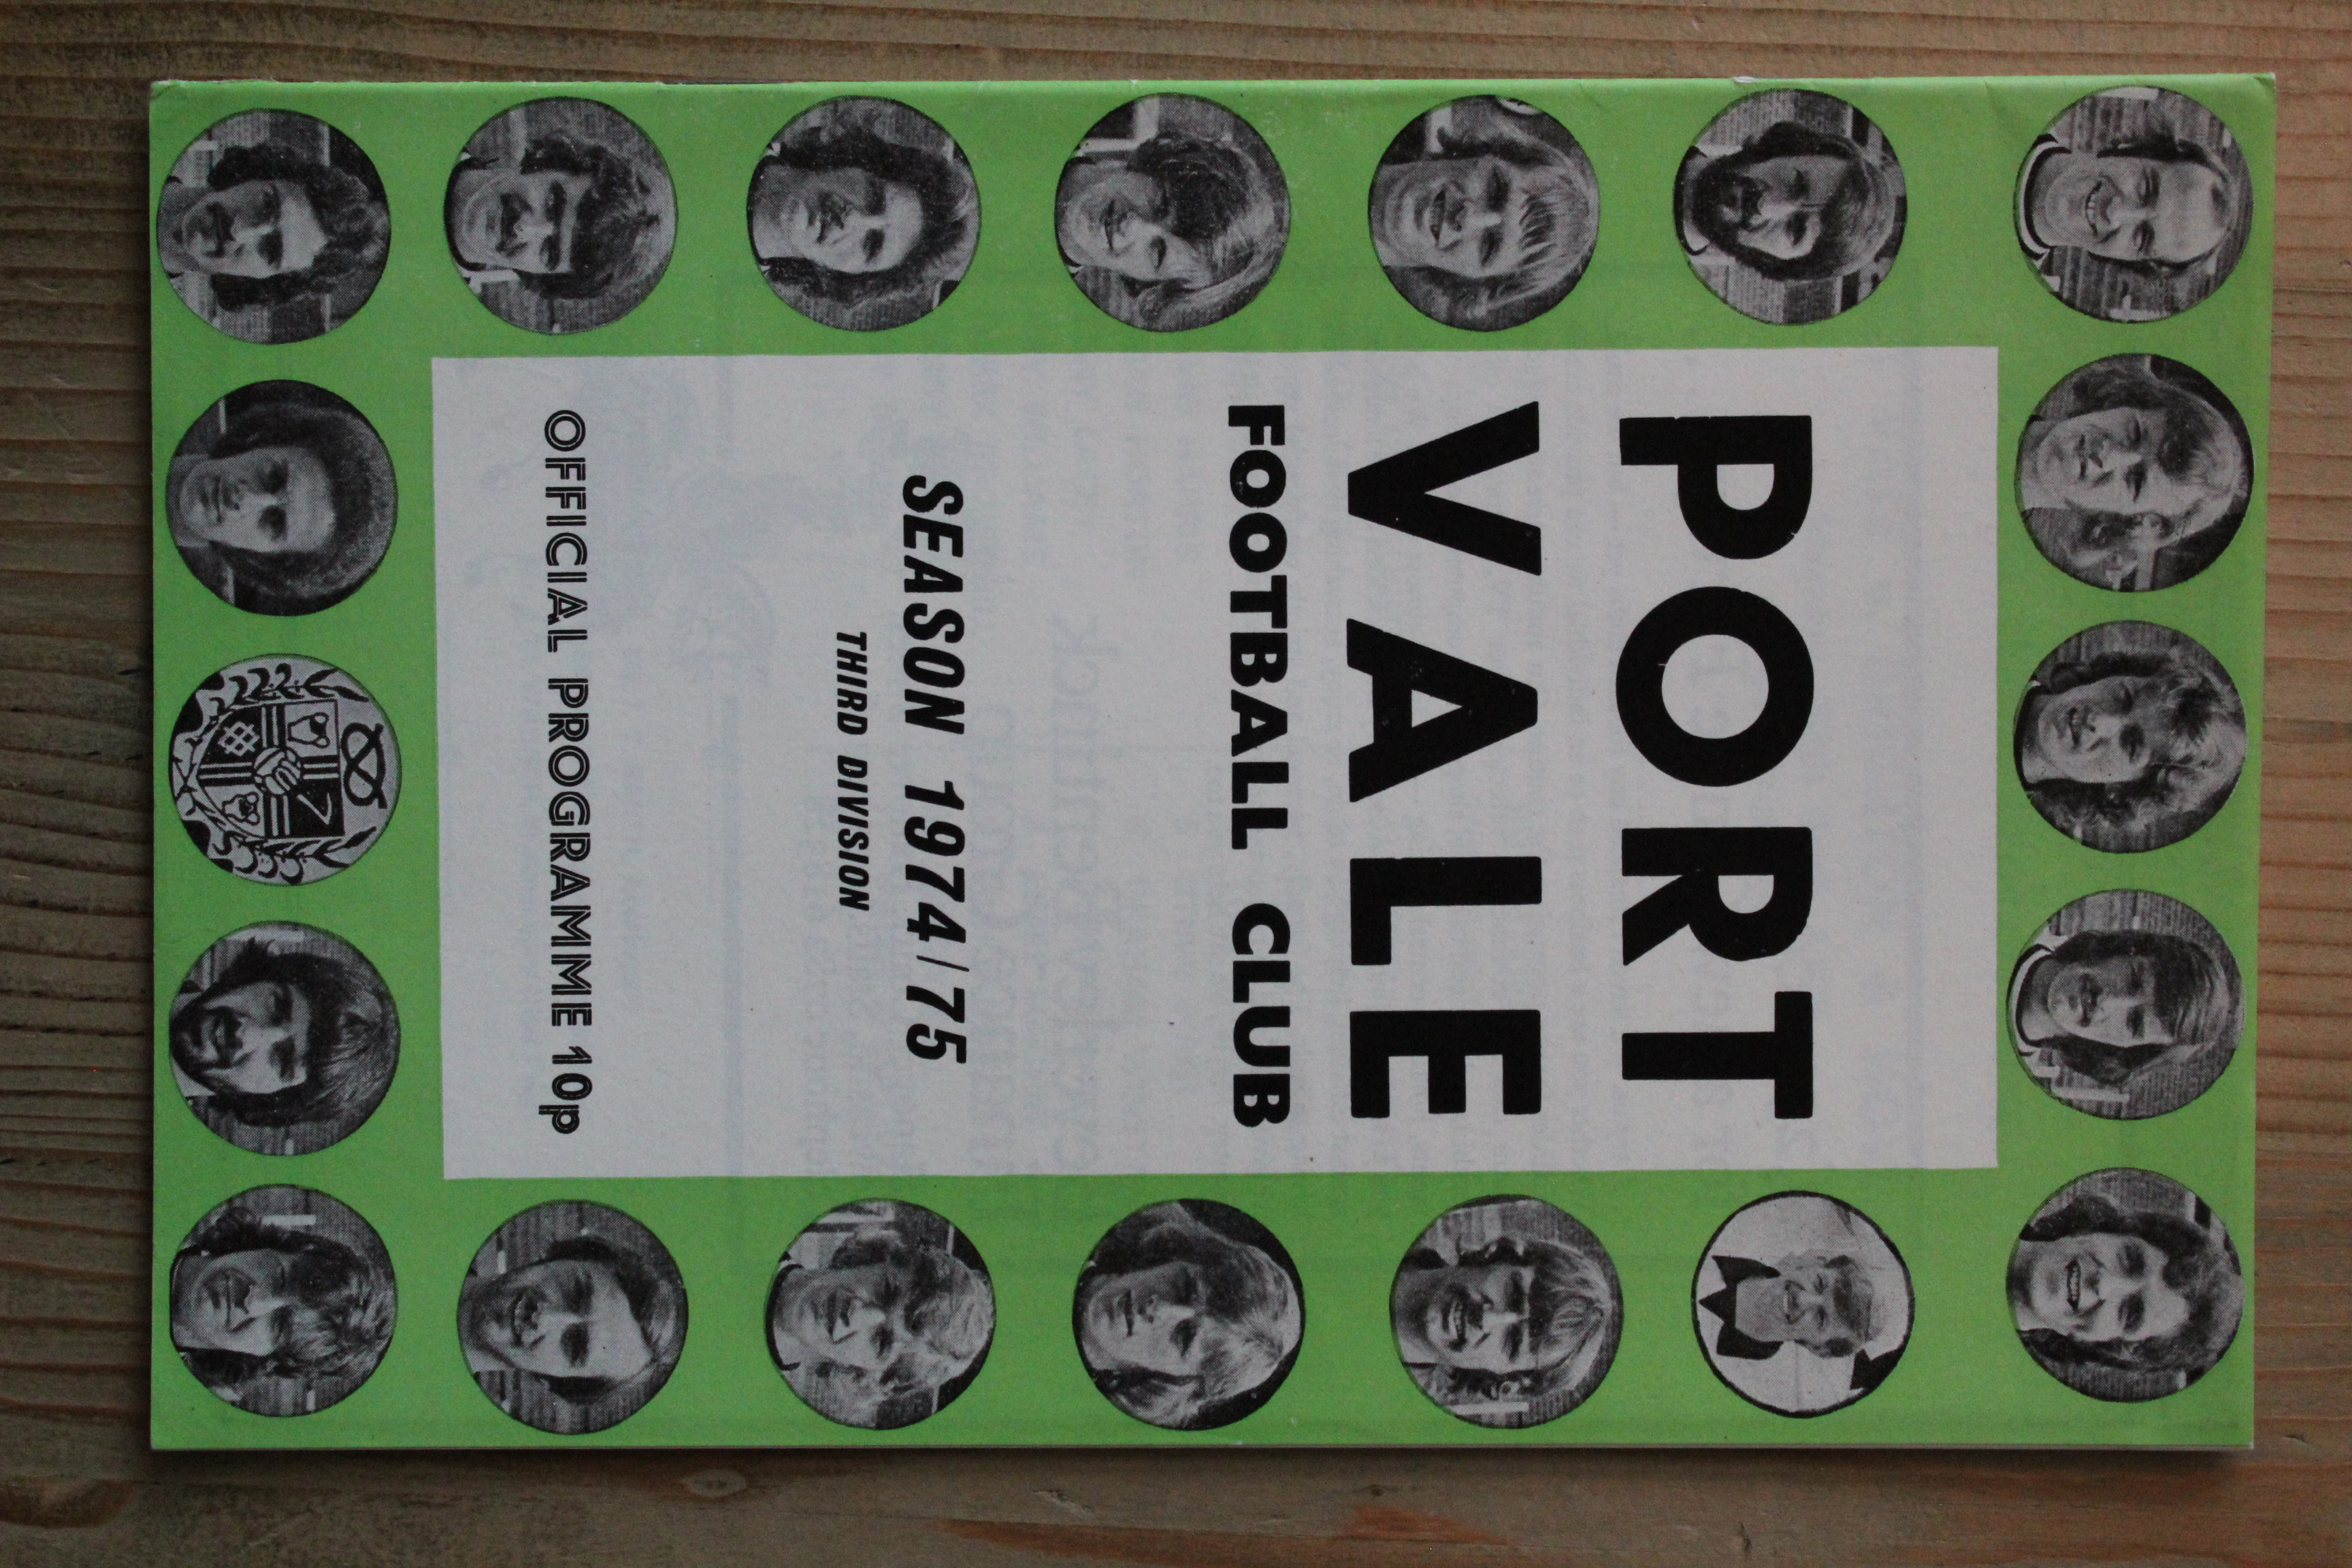 PORT
VALE
FOOTBALL CLUB
SEASON 1974/75
THIRD DIVISION
OFFICIAL PROGRAMME 10p